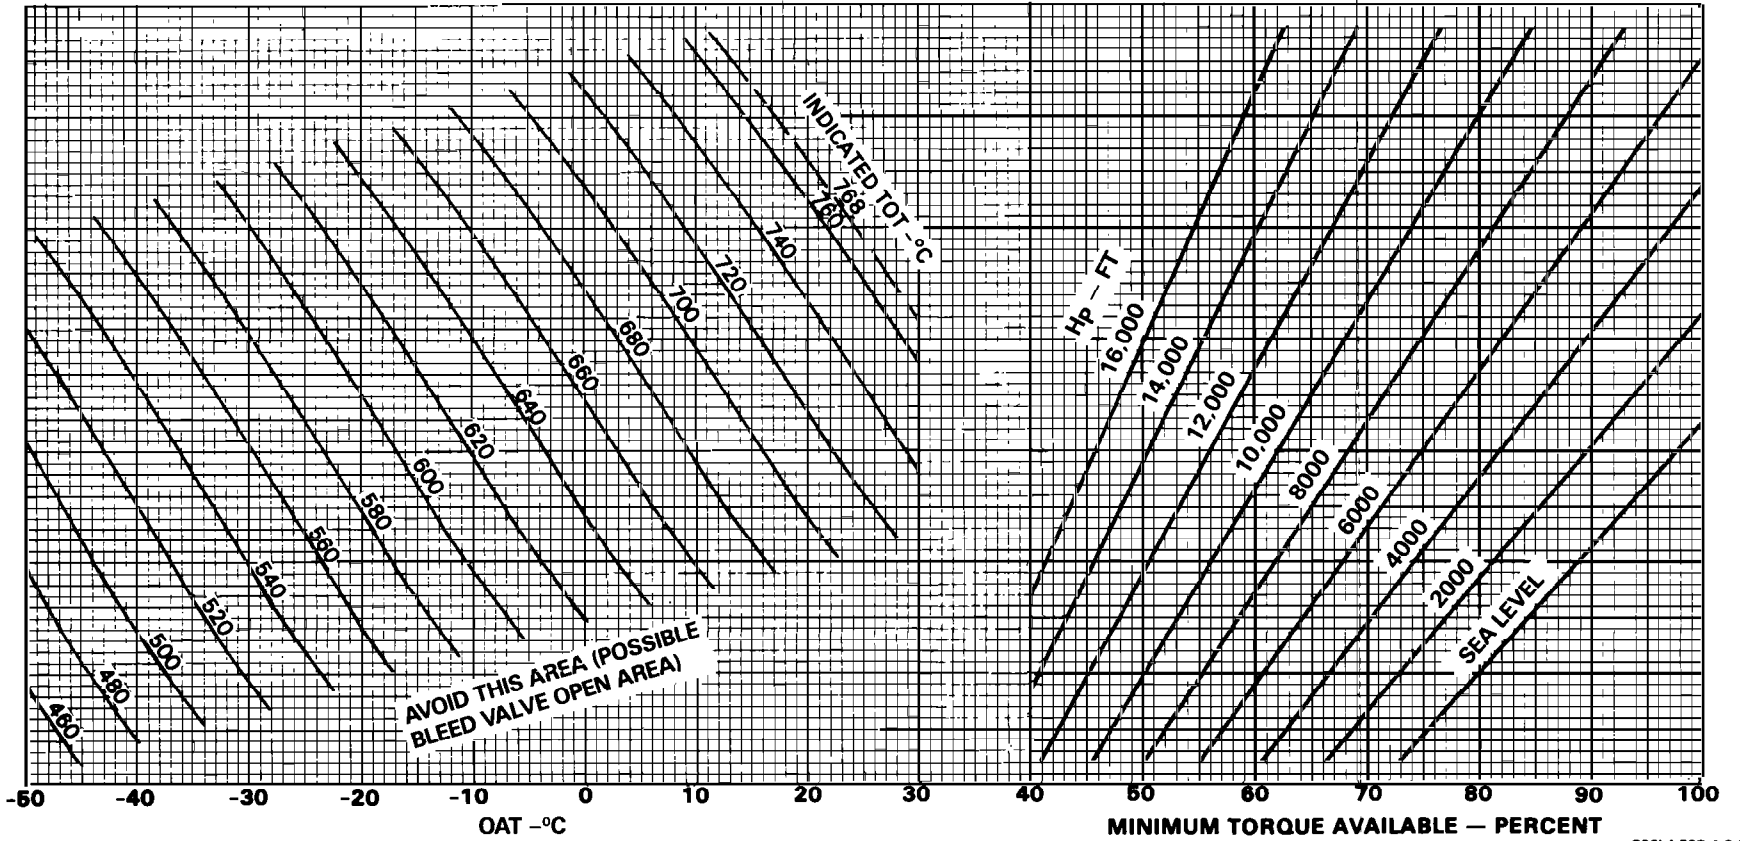 INDICATED TOT -°C
768
760
740
720
700
680
660
640
620
600
580
560
540
520
500
480
460
AVOID THIS AREA (POSSIBLE
BLEED VALVE OPEN AREA)
-50 -40 -30 -20 -10 0 10 20 30
OAT -°C
Hp - FT
16,000
14,000
12,000
10,000
8000
6000
4000
2000
SEA LEVEL
40 50 60 70 80 90 100
MINIMUM TORQUE AVAILABLE — PERCENT